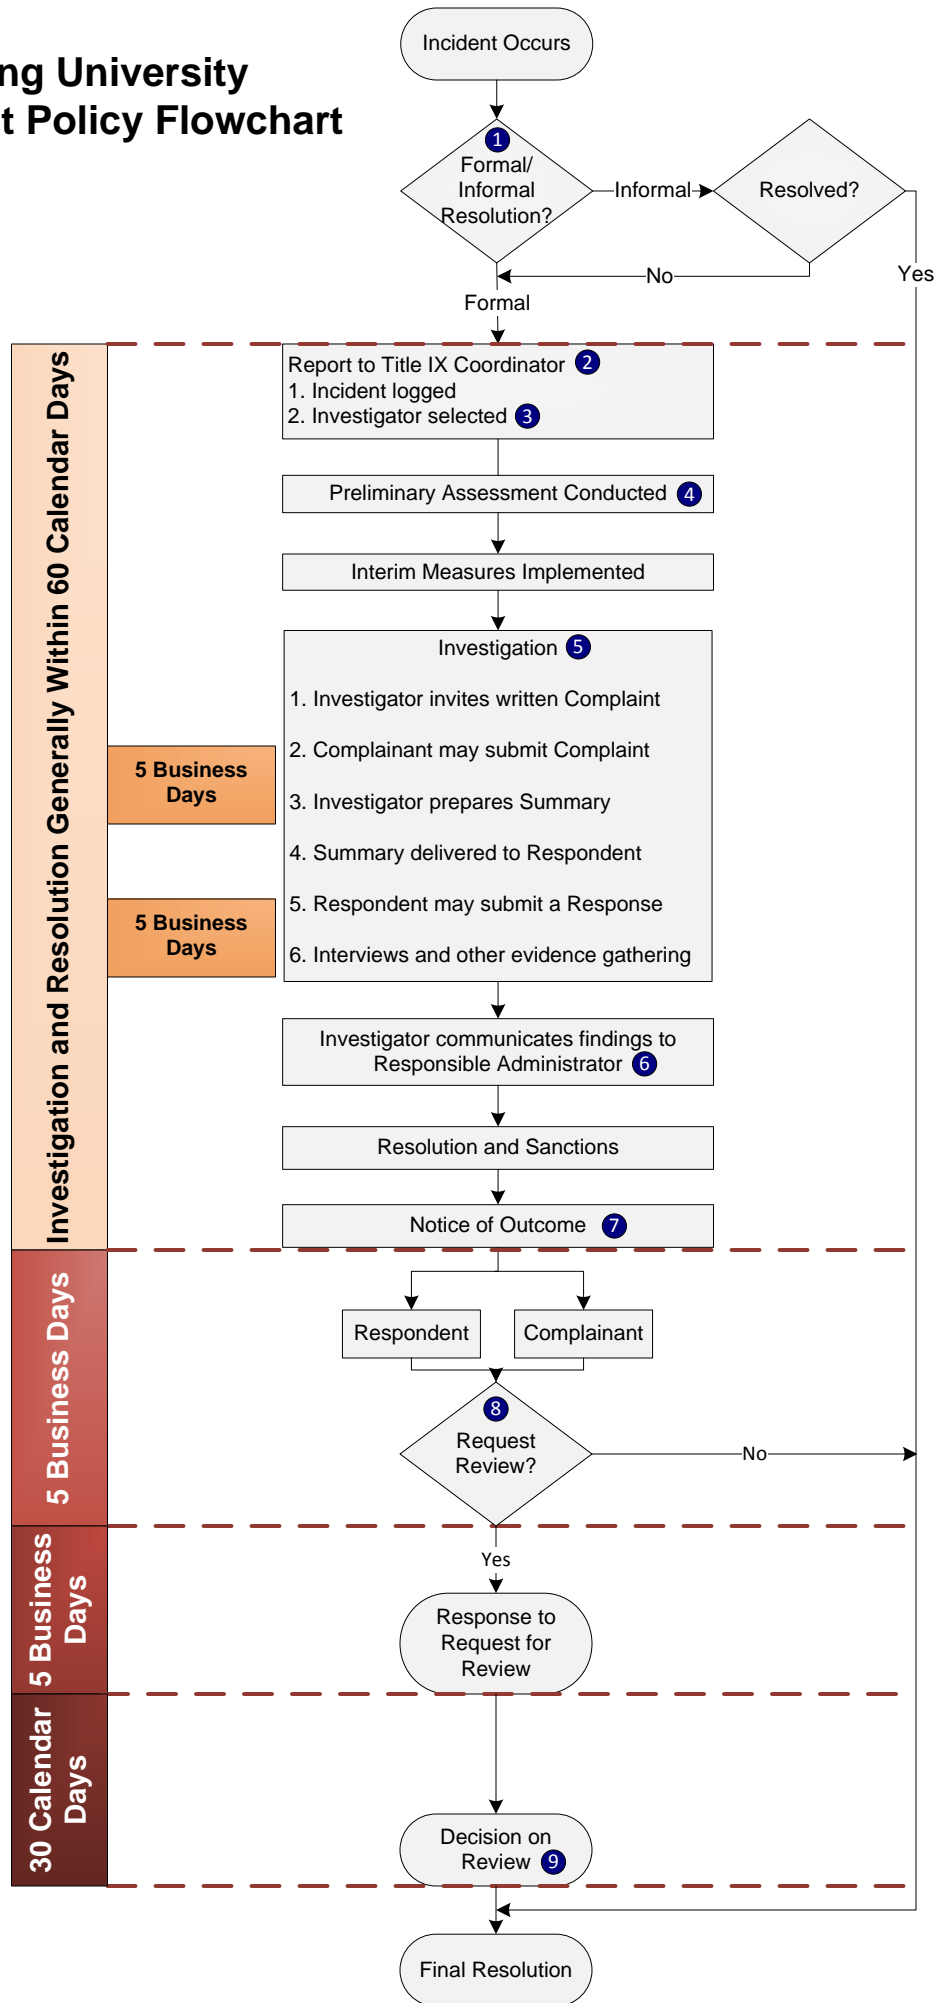 ng University
t Policy Flowchart
Incident Occurs
1
Formal/
Informal
Resolution?
Informal
Resolved?
No
Yes
Formal
Investigation and Resolution Generally Within 60 Calendar Days
Report to Title IX Coordinator 2
1. Incident logged
2. Investigator selected 3
Preliminary Assessment Conducted 4
Interim Measures Implemented
Investigation 5
1. Investigator invites written Complaint
2. Complainant may submit Complaint
5 Business
Days
3. Investigator prepares Summary
4. Summary delivered to Respondent
5. Respondent may submit a Response
5 Business
Days
6. Interviews and other evidence gathering
Investigator communicates findings to
Responsible Administrator 6
Resolution and Sanctions
Notice of Outcome 7
5 Business Days
Respondent
Complainant
8
Request
Review?
No
Yes
5 Business
Days
Response to
Request for
Review
30 Calendar
Days
Decision on
Review 9
Final Resolution